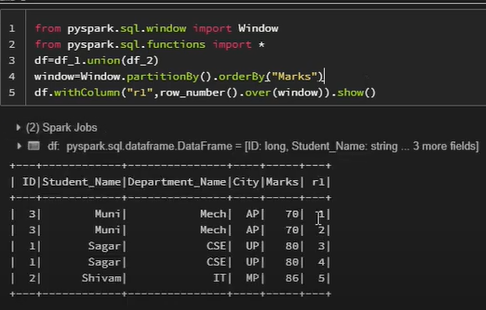 1 from pyspark.sql.window import Window
2 from pyspark.sql.functions import *
3 df=df_1.union(df_2)
4 window=Window.partitionBy().orderBy("Marks")
5 df.withColumn("r1",row_number().over(window)).show()
(2) Spark Jobs
df: pyspark.sql.dataframe.DataFrame = [ID: long, Student_Name: string ... 3 more fields]
+---+------------+---------------+----+-----+---+
| ID|Student_Name|Department_Name|City|Marks| r1|
+---+------------+---------------+----+-----+---+
| 3| Muni| Mech| AP| 70| 1|
| 3| Muni| Mech| AP| 70| 2|
| 1| Sagar| CSE| UP| 80| 3|
| 1| Sagar| CSE| UP| 80| 4|
| 2| Shivam| IT| MP| 86| 5|
+---+------------+---------------+----+-----+---+